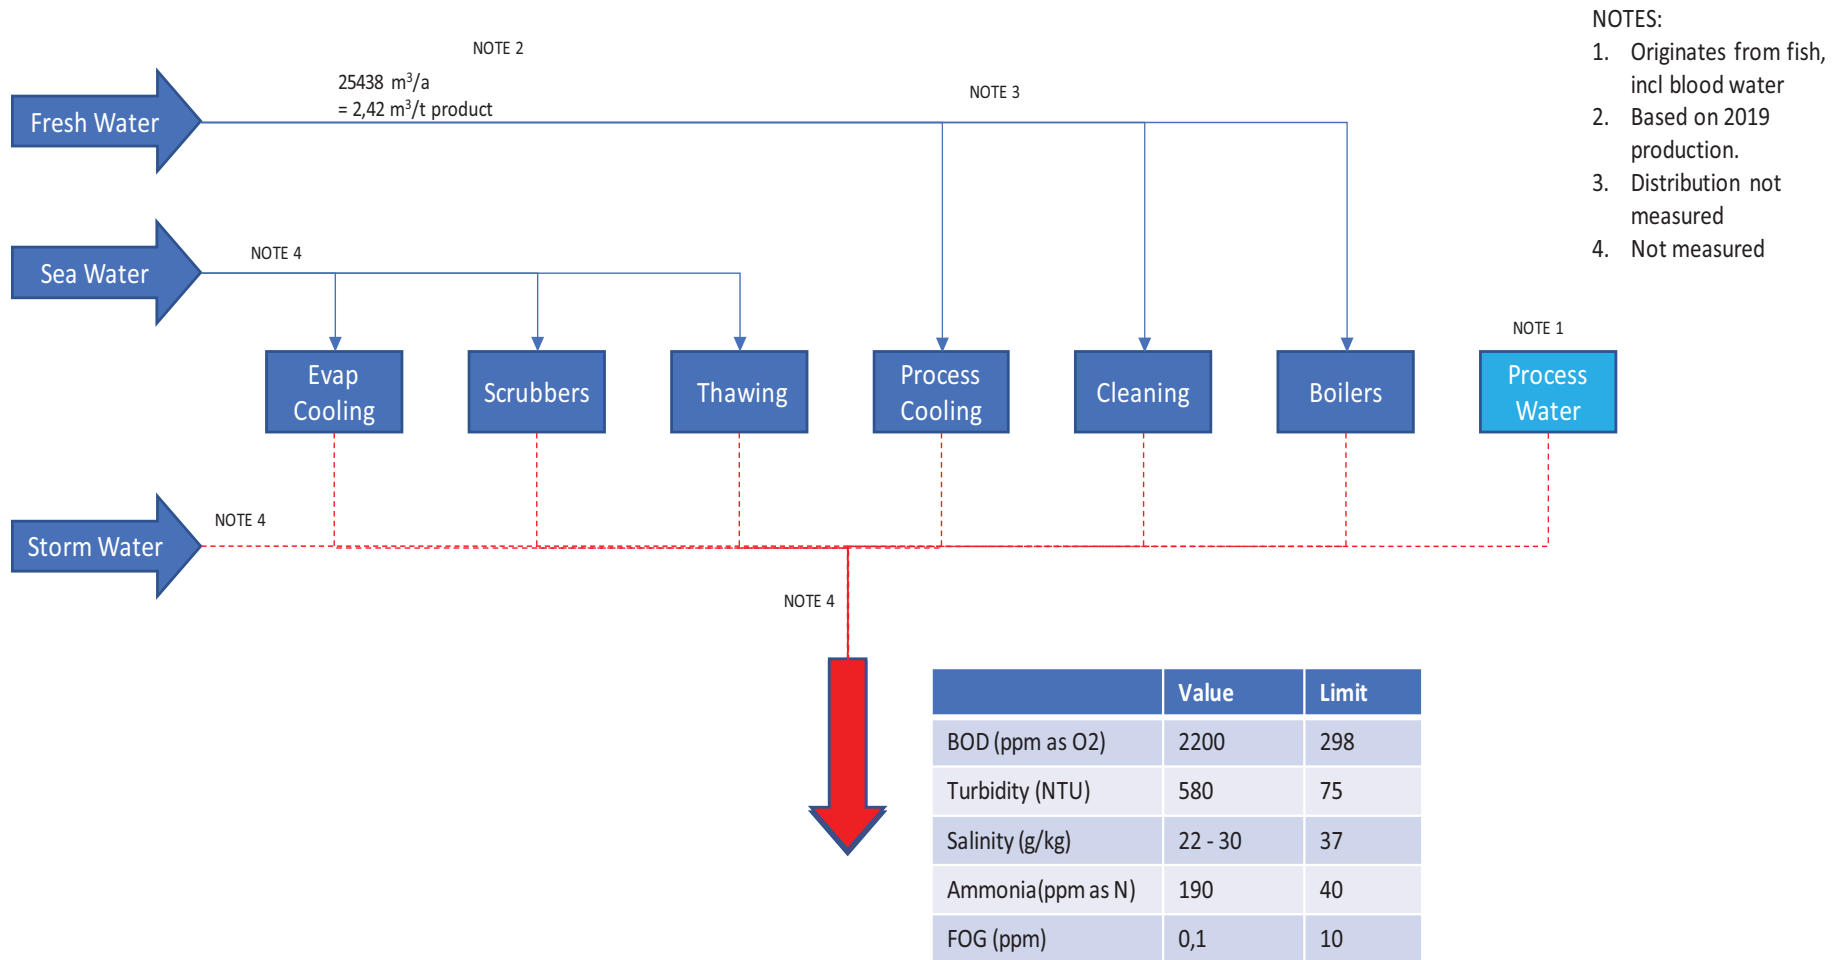 NOTES:
1. Originates from fish,
incl blood water
2. Based on 2019
production.
3. Distribution not
measured
4. Not measured
NOTE 2
25438 m³/a
= 2,42 m³/t product
NOTE 3
Fresh Water
Sea Water
NOTE 4
NOTE 1
Evap
Cooling
Scrubbers
Thawing
Process
Cooling
Cleaning
Boilers
Process
Water
Storm Water
NOTE 4
NOTE 4
Value Limit
BOD (ppm as O2) 2200 298
Turbidity (NTU) 580 75
Salinity (g/kg) 22 - 30 37
Ammonia(ppm as N) 190 40
FOG (ppm) 0,1 10